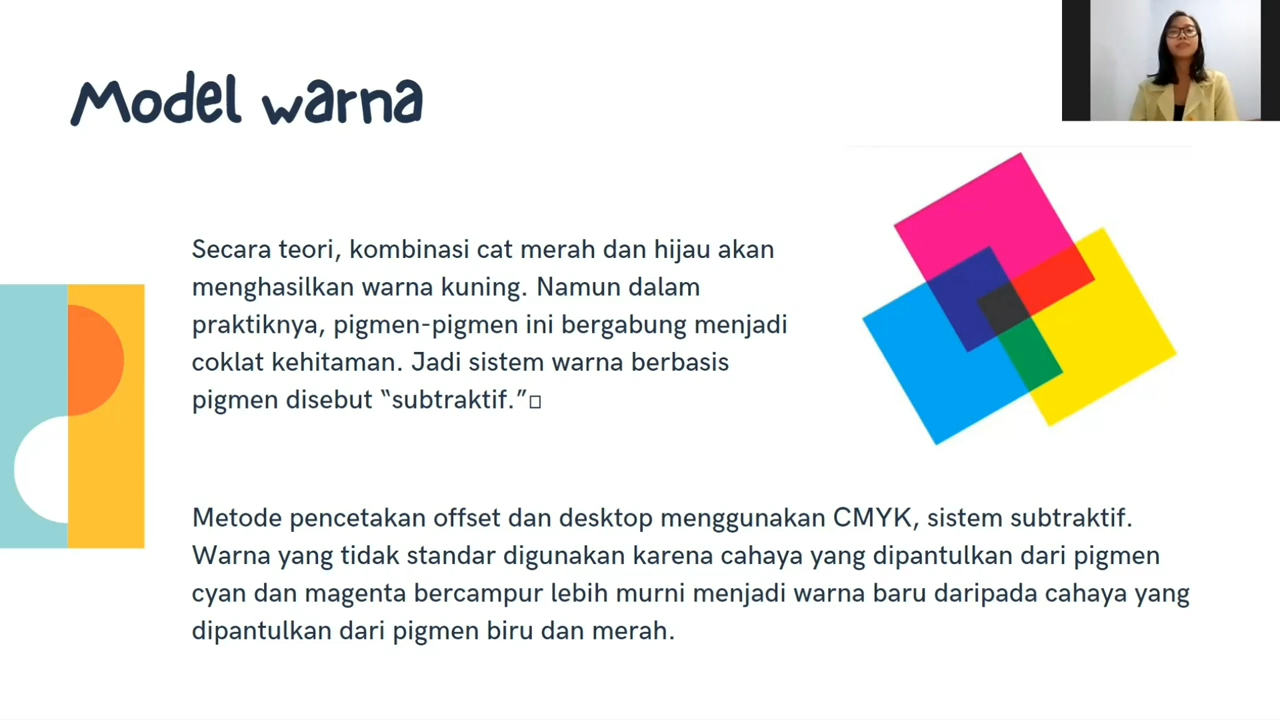 Model warna
Secara teori, kombinasi cat merah dan hijau akan
menghasilkan warna kuning. Namun dalam
praktiknya, pigmen-pigmen ini bergabung menjadi
coklat kehitaman. Jadi sistem warna berbasis
pigmen disebut “subtraktif.”
Metode pencetakan offset dan desktop menggunakan CMYK, sistem subtraktif.
Warna yang tidak standar digunakan karena cahaya yang dipantulkan dari pigmen
cyan dan magenta bercampur lebih murni menjadi warna baru daripada cahaya yang
dipantulkan dari pigmen biru dan merah.